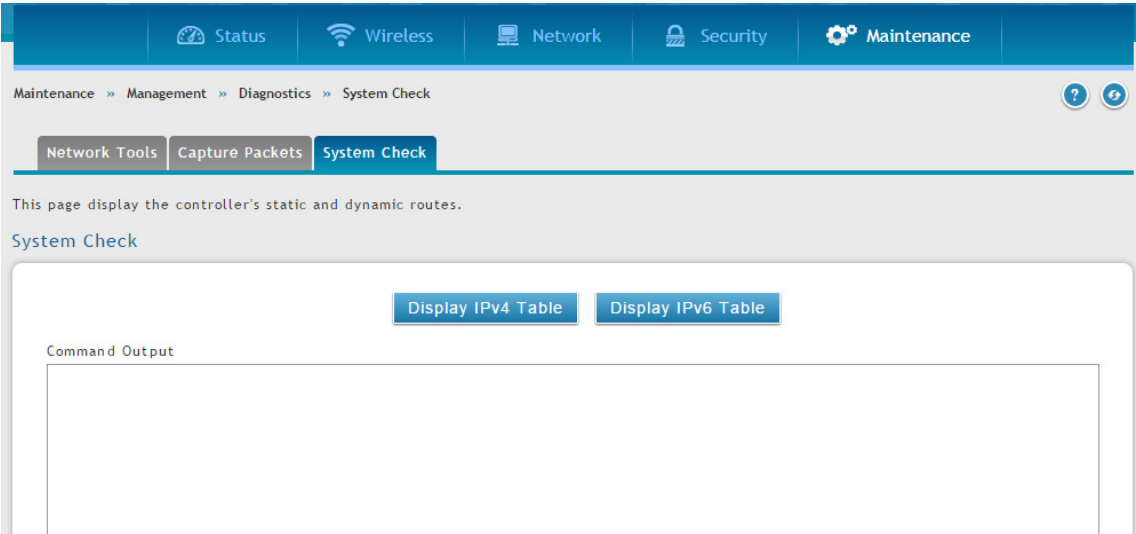 Status Wireless Network Security Maintenance
Maintenance » Management » Diagnostics » System Check
?
Network Tools Capture Packets System Check
This page display the controller's static and dynamic routes.
System Check
Display IPv4 Table Display IPv6 Table
Command Output